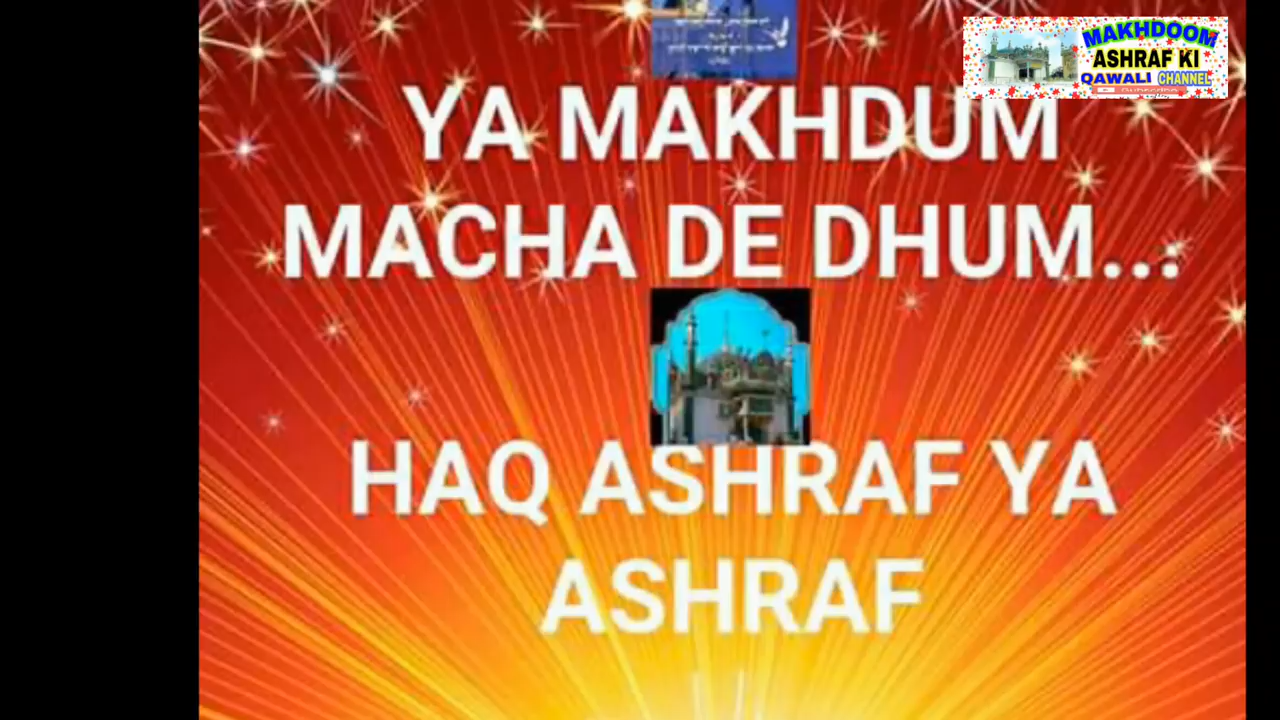 MAKHDOOM
ASHRAF KI
QAWALI CHANNEL
YA MAKHDUM
MACHA DE DHUM...
HAQ ASHRAF YA
ASHRAF